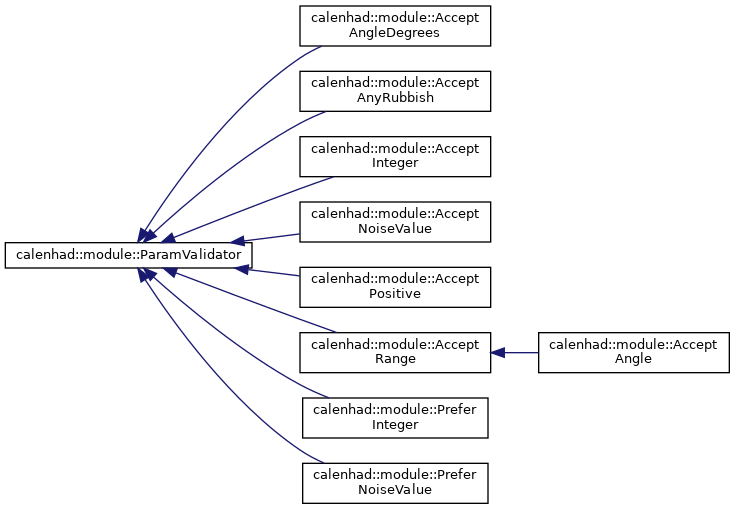 calenhad::module::Accept
AngleDegrees
calenhad::module::Accept
AnyRubbish
calenhad::module::Accept
Integer
calenhad::module::Accept
NoiseValue
calenhad::module::ParamValidator
calenhad::module::Accept
Positive
calenhad::module::Accept
Range
calenhad::module::Accept
Angle
calenhad::module::Prefer
Integer
calenhad::module::Prefer
NoiseValue